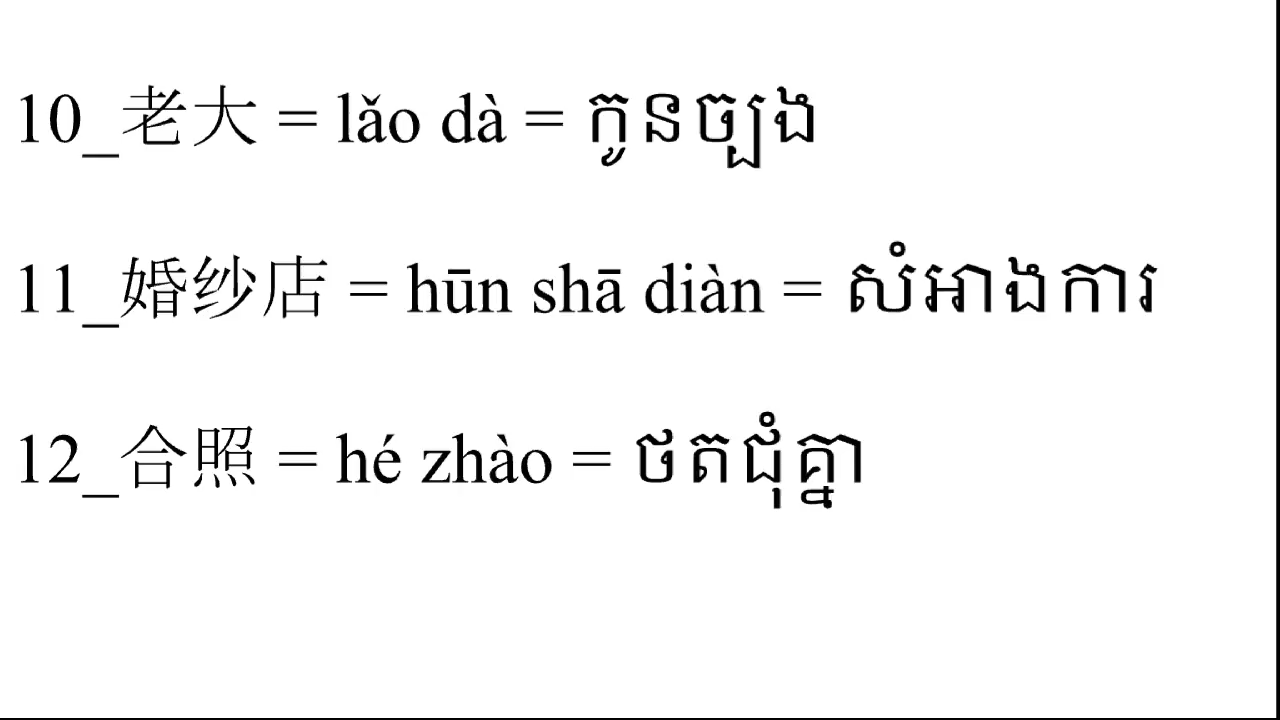 10_老大 = lǎo dà = កូនច្បង
11_婚纱店 = hūn shā diàn = សំអាងការ
12_合照 = hé zhào = ថតជុំគ្នា